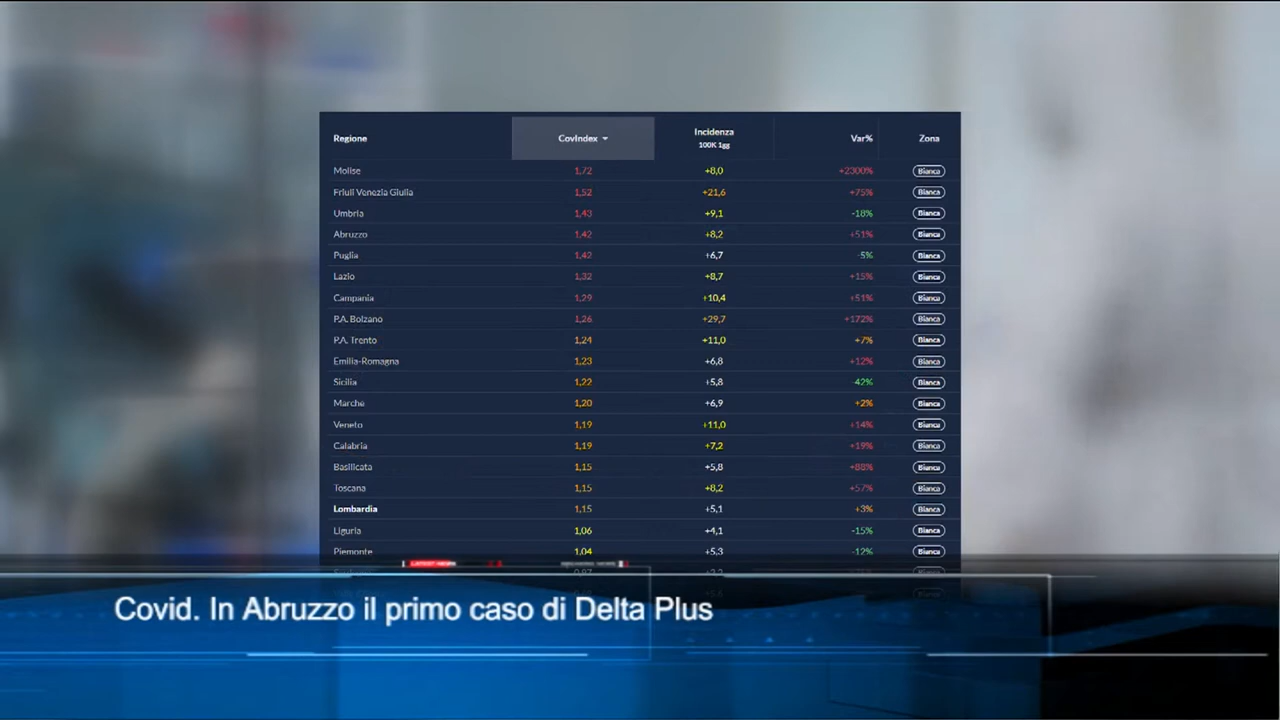 Regione CovIndex Incidenza Var% Zona
100K 1gg
Molise 1,72 +8,0 +2300% Bianca
Friuli Venezia Giulia 1,52 +21,6 +75% Bianca
Umbria 1,43 +9,1 -18% Bianca
Abruzzo 1,42 +8,2 +51% Bianca
Puglia 1,42 +6,7 -5% Bianca
Lazio 1,32 +8,7 +15% Bianca
Campania 1,29 +10,4 +51% Bianca
P.A. Bolzano 1,26 +29,7 +172% Bianca
P.A. Trento 1,24 +11,0 +7% Bianca
Emilia-Romagna 1,23 +6,8 +12% Bianca
Sicilia 1,22 +5,8 -42% Bianca
Marche 1,20 +6,9 +2% Bianca
Veneto 1,19 +11,0 +14% Bianca
Calabria 1,19 +7,2 +19% Bianca
Basilicata 1,15 +5,8 +88% Bianca
Toscana 1,15 +8,2 +57% Bianca
Lombardia 1,15 +5,1 +3% Bianca
Liguria 1,06 +4,1 -15% Bianca
Piemonte 1,04 +5,3 -12% Bianca
Covid. In Abruzzo il primo caso di Delta Plus